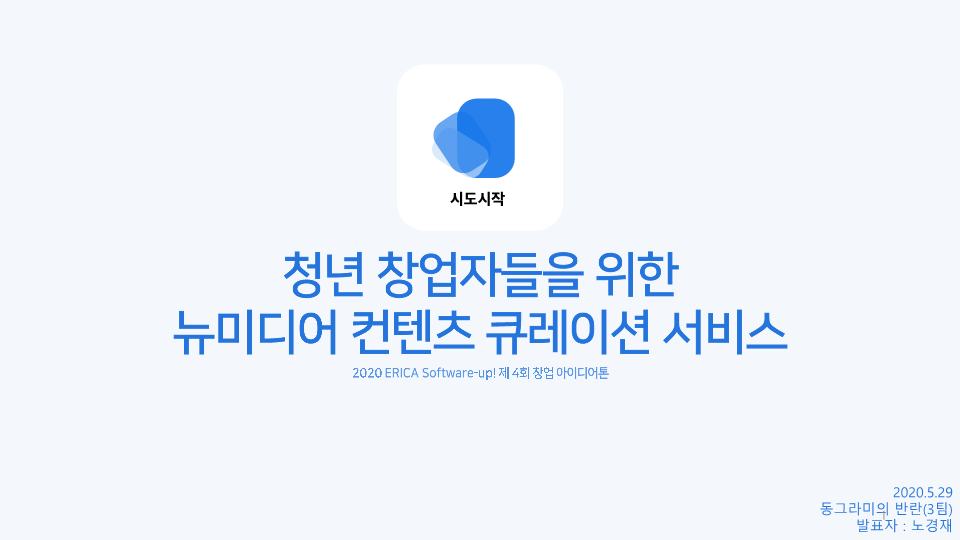 시도시작
청년 창업자들을 위한
뉴미디어 컨텐츠 큐레이션 서비스
2020 ERICA Software-up! 제 4회 창업 아이디어톤
2020.5.29
동그라미의 반란(3팀)
발표자 : 노경재